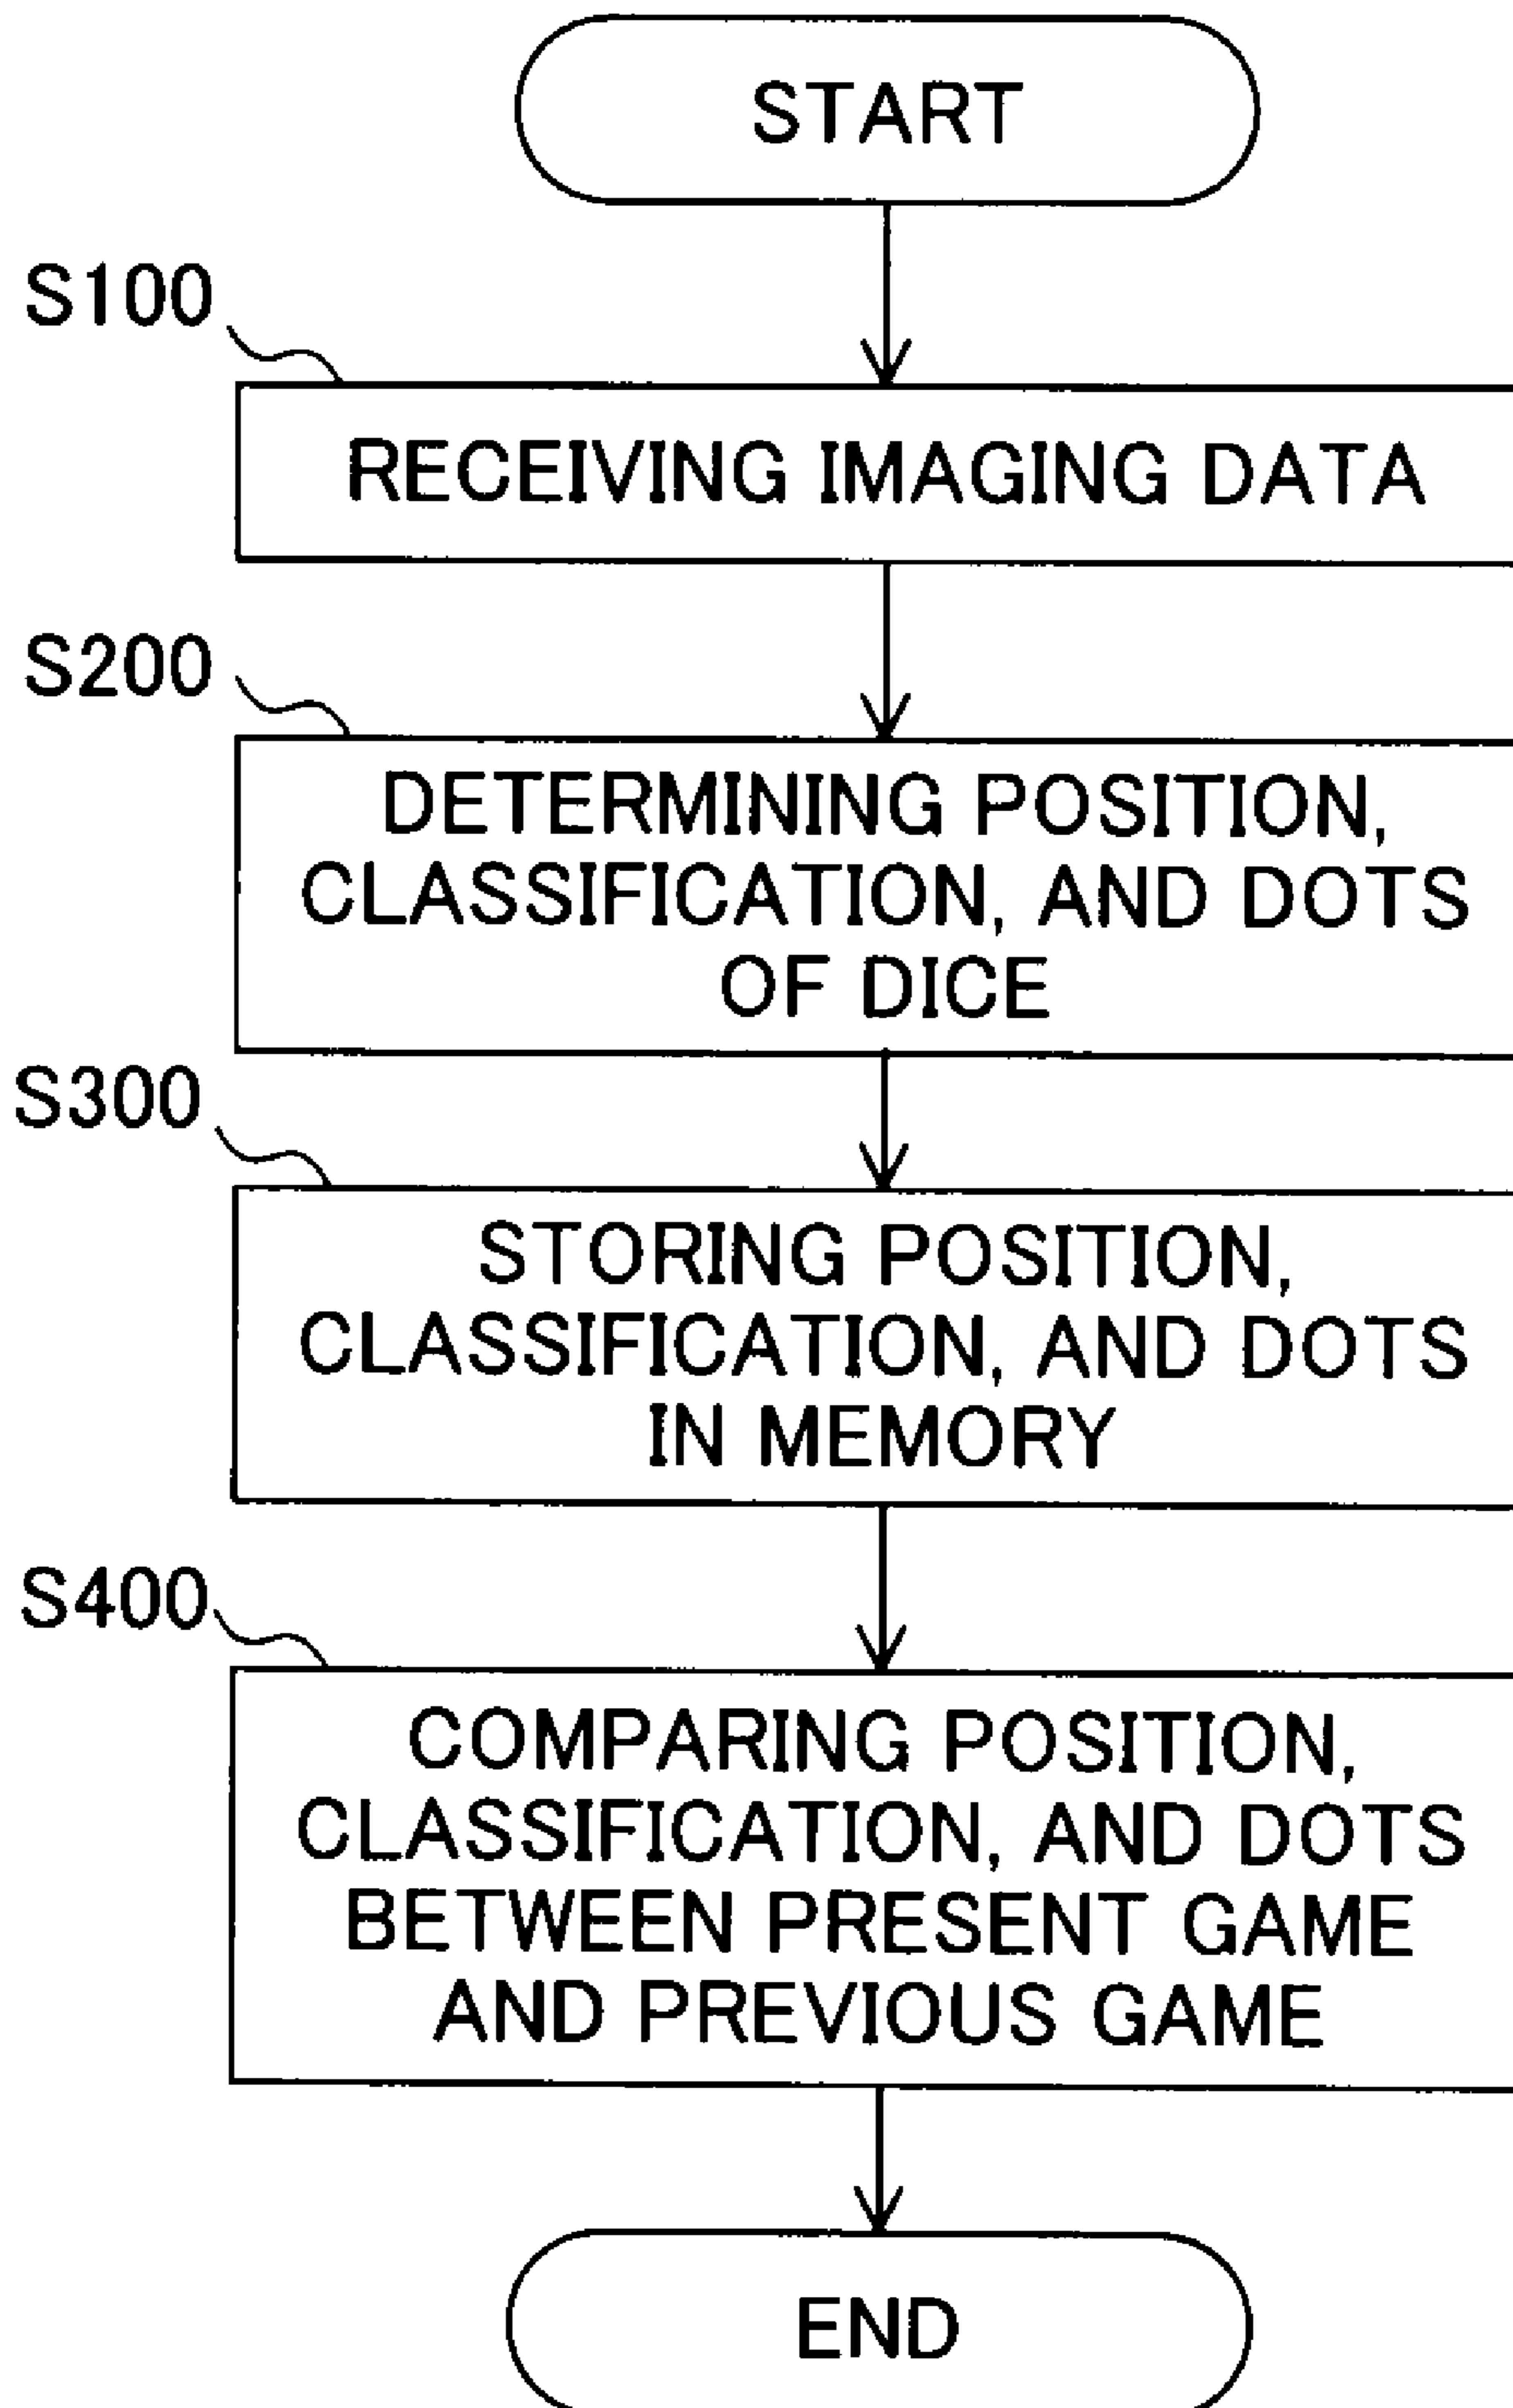 START
S100
RECEIVING IMAGING DATA
S200
DETERMINING POSITION,
CLASSIFICATION, AND DOTS
OF DICE
S300
STORING POSITION,
CLASSIFICATION, AND DOTS
IN MEMORY
S400
COMPARING POSITION,
CLASSIFICATION, AND DOTS
BETWEEN PRESENT GAME
AND PREVIOUS GAME
END